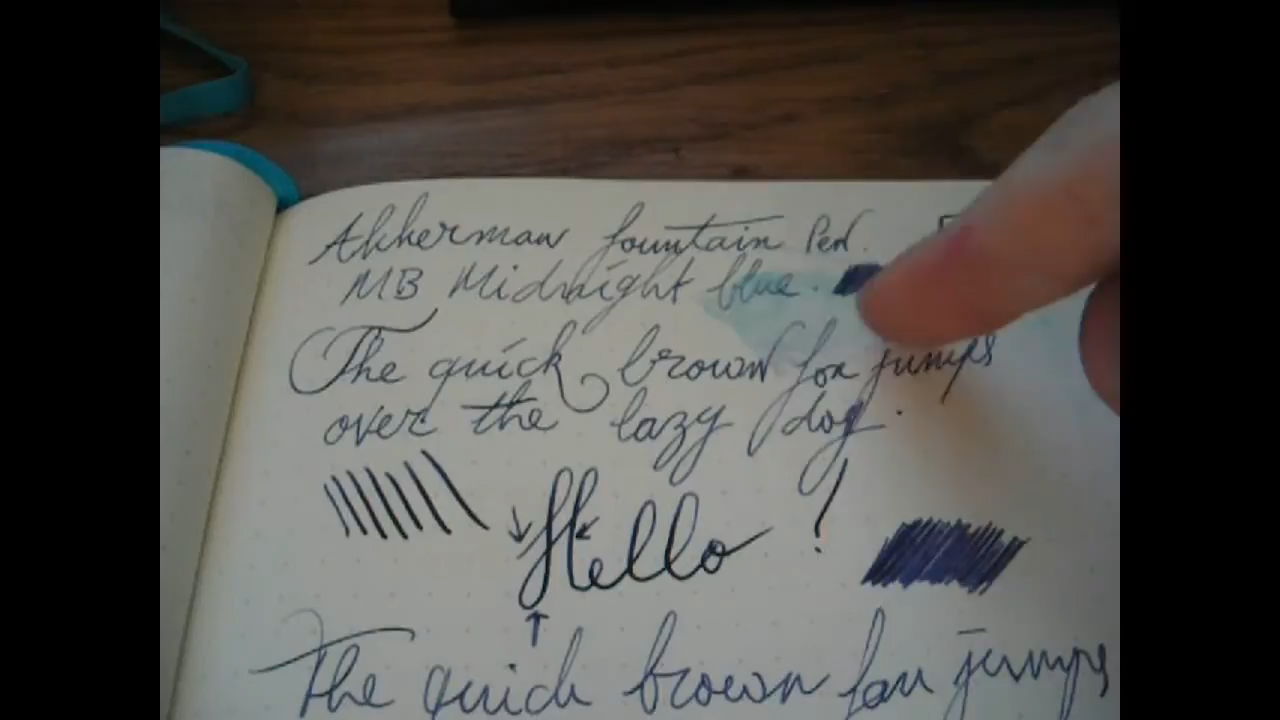 Akkerman fountain Pen.
MB Midnight blue.
The quick brown fox jumps
over the lazy dog.
Hello !
The quick brown fox jumps